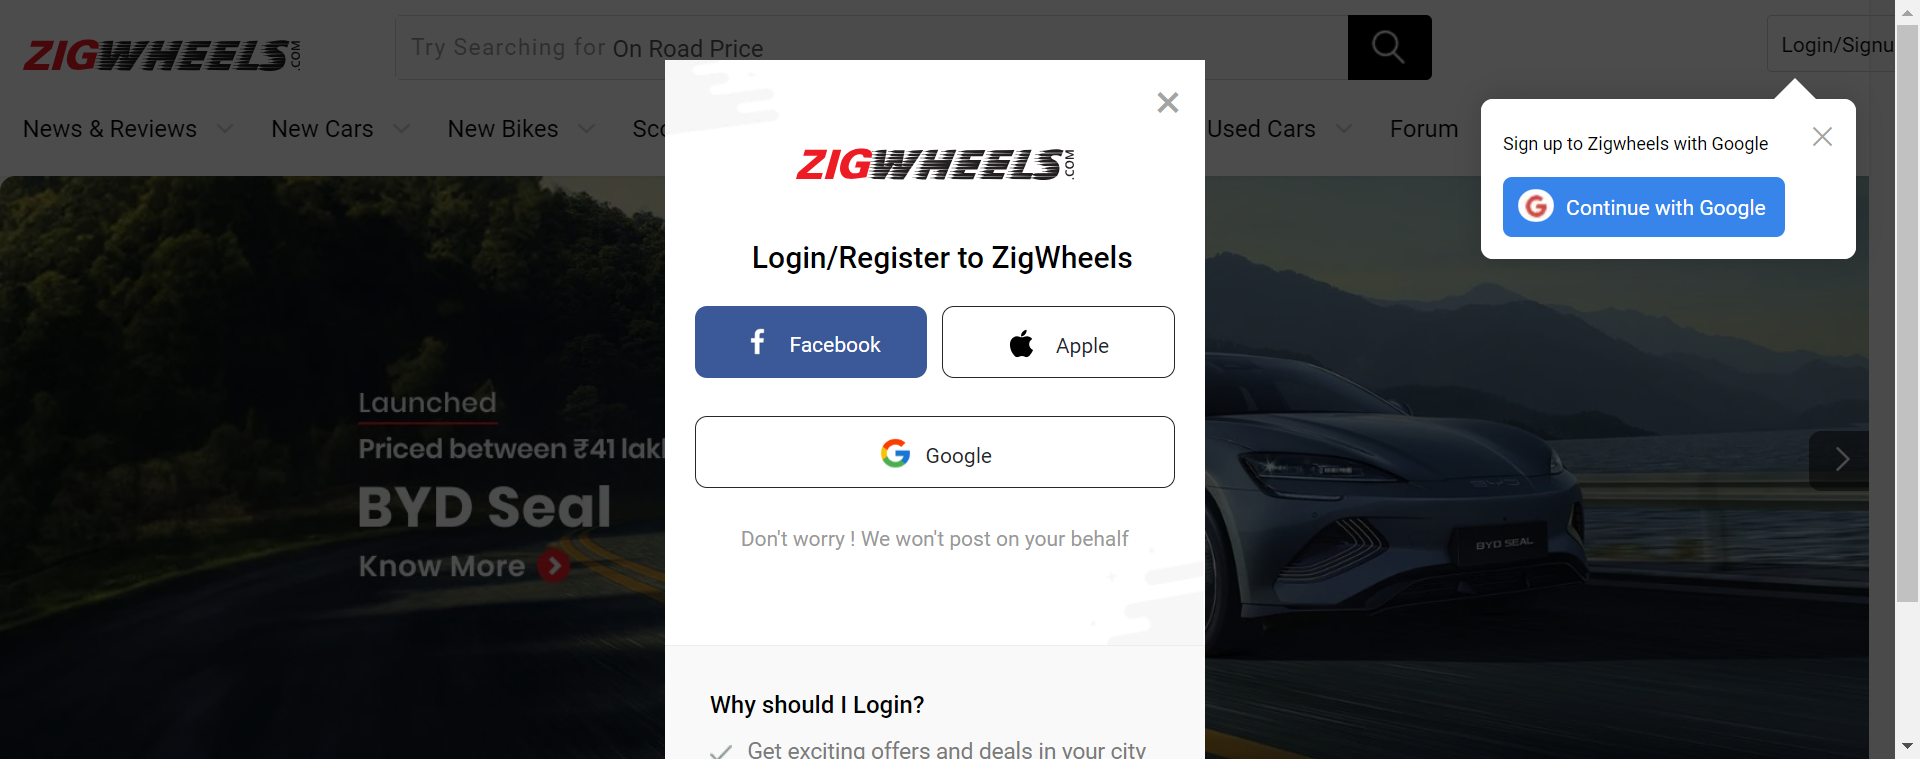 ZIGWHEELS.COM
Try Searching for On Road Price
Login/Signu
News & Reviews
New Cars
New Bikes
Sco
Used Cars
Forum
Sign up to Zigwheels with Google
Continue with Google
ZIGWHEELS.COM
Login/Register to ZigWheels
Facebook
Apple
Google
Don't worry ! We won't post on your behalf
Why should I Login?
Get exciting offers and deals in your city
Launched
Priced between ₹41 lakh
BYD Seal
Know More
BYD
BYD SEAL